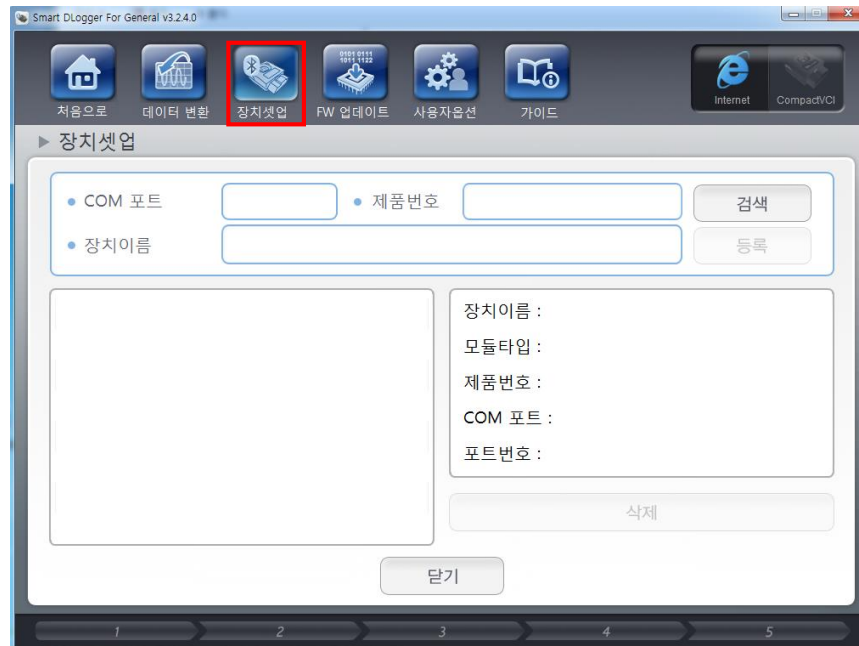 Smart DLogger For General v3.2.4.0
0101 0111
1011 1122
처음으로 데이터 변환 장치셋업 FW 업데이트 사용자옵션 가이드 Internet CompactVCI
장치셋업
COM 포트 제품번호 검색
장치이름 등록
장치이름 :
모듈타입 :
제품번호 :
COM 포트 :
포트번호 :
삭제
닫기
1 2 3 4 5